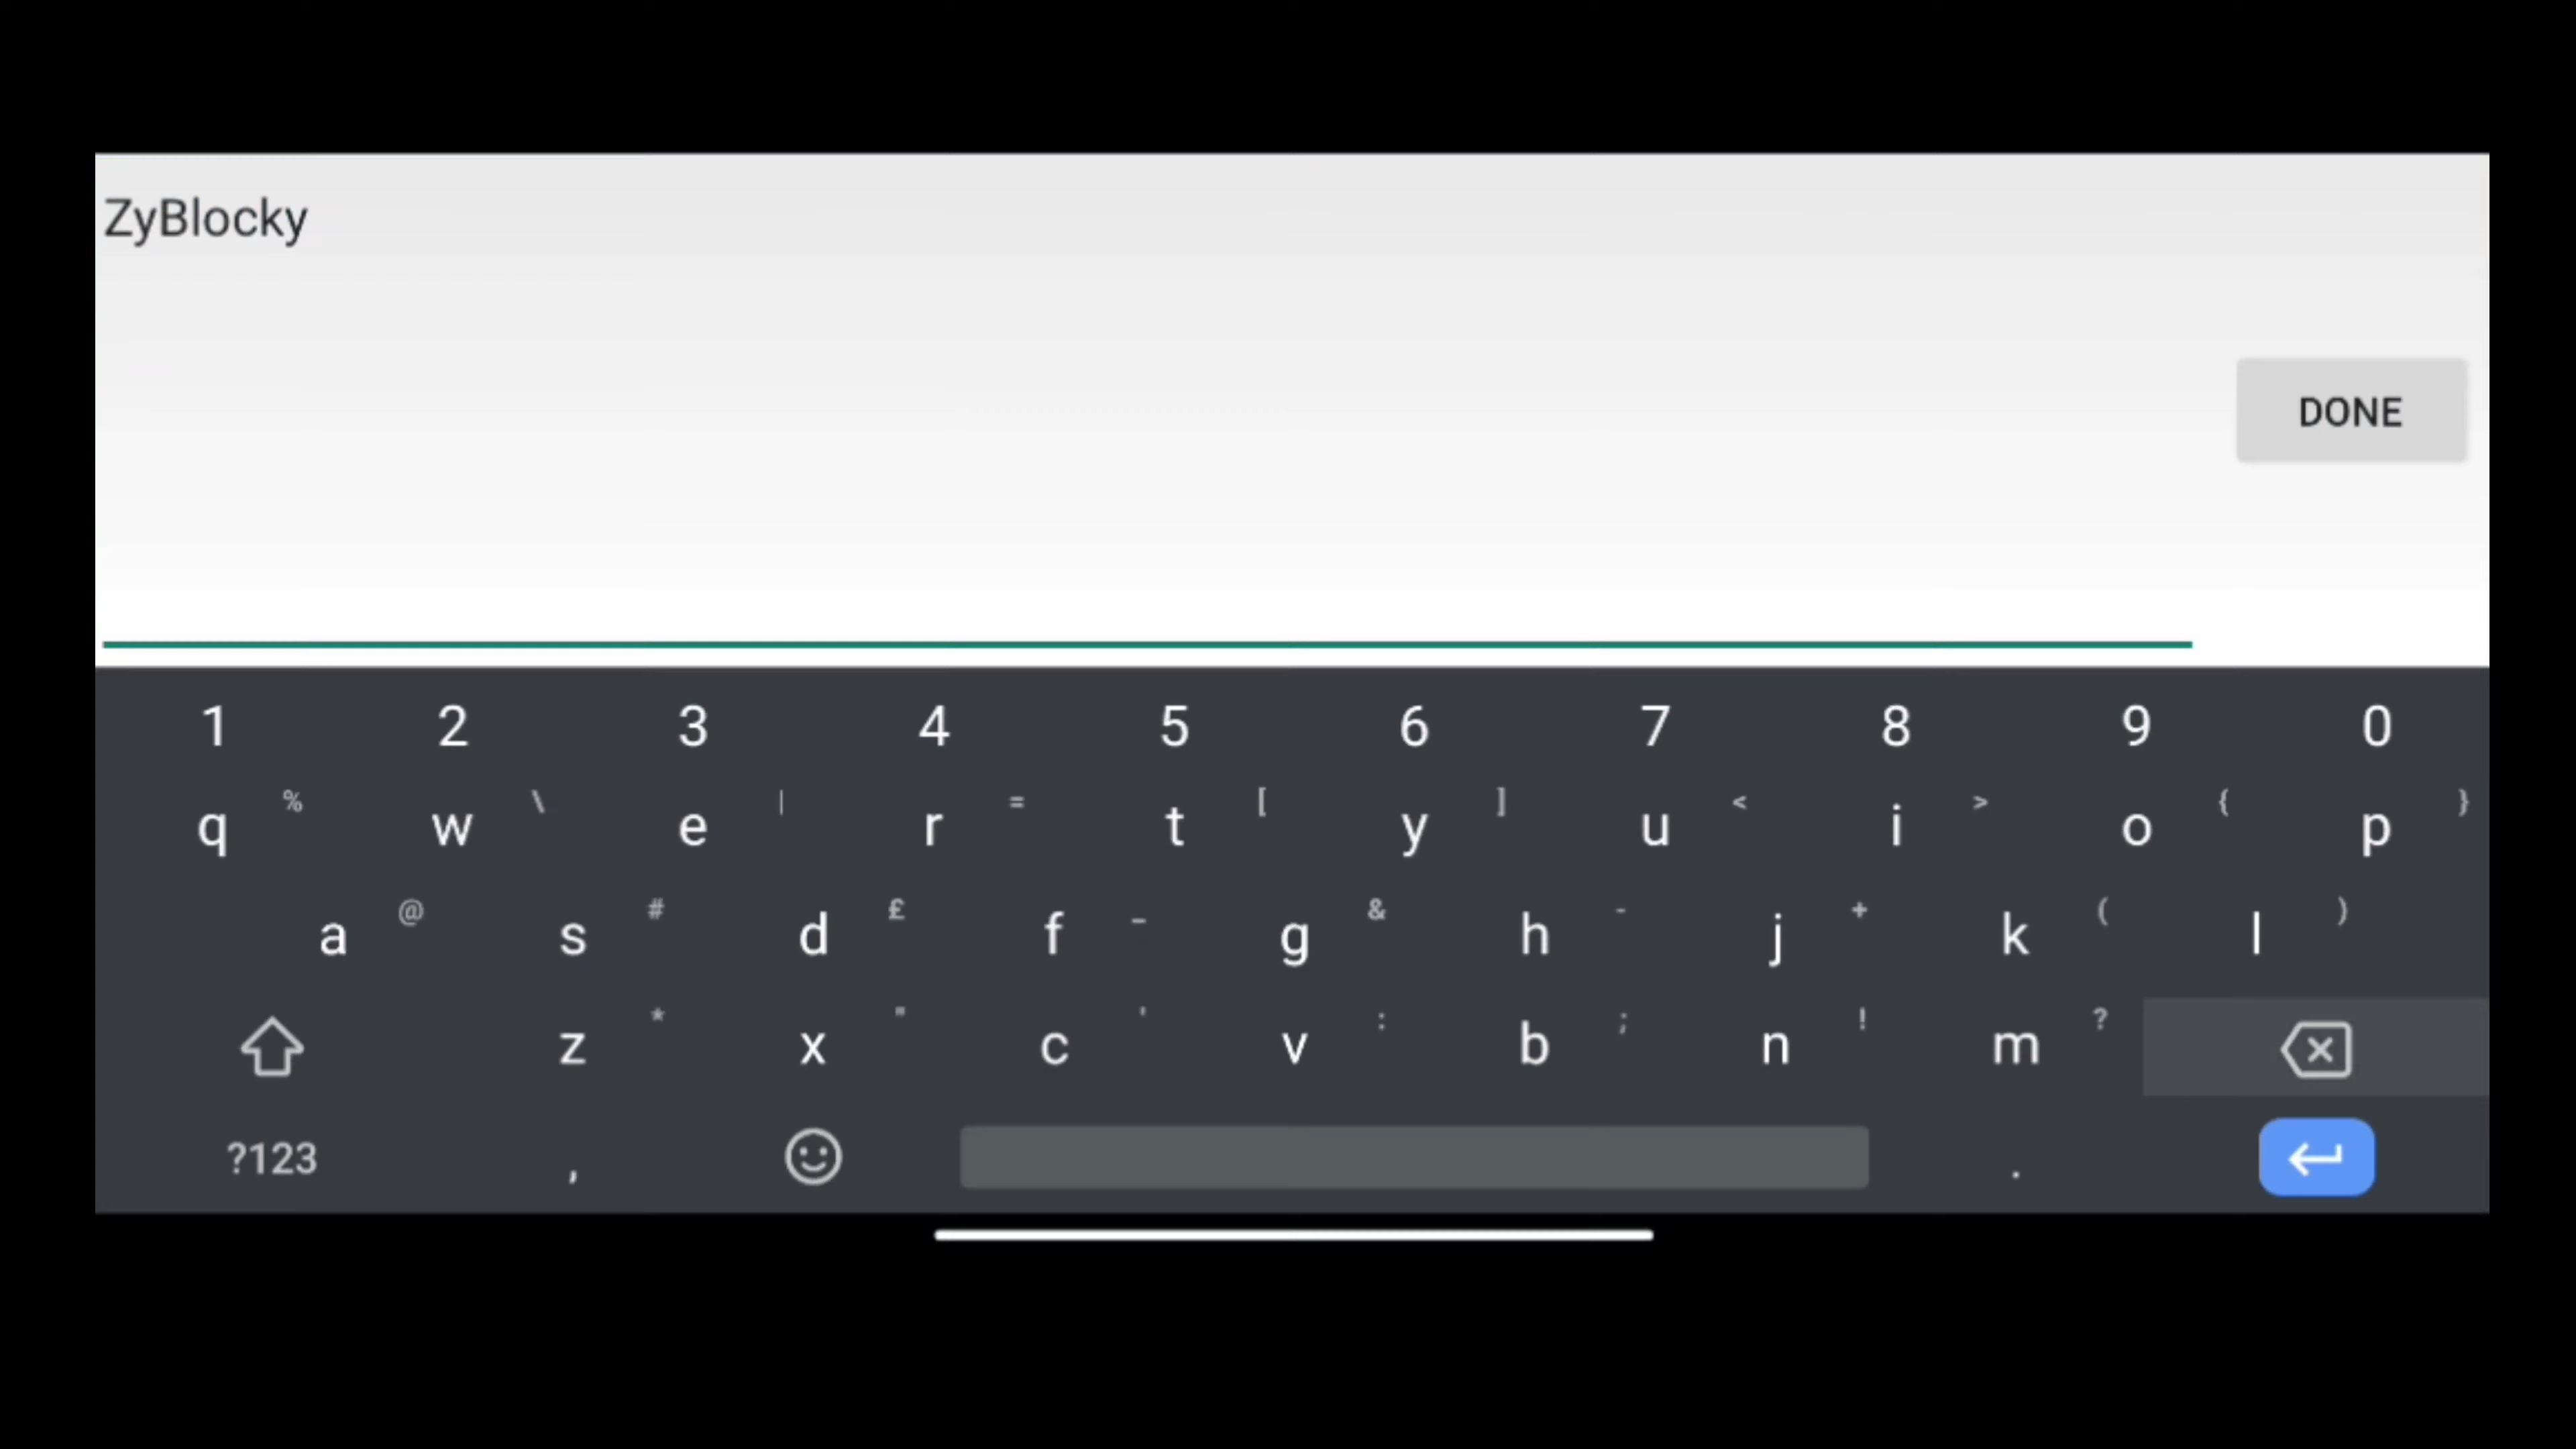 ZyBlocky
DONE
1 2 3 4 5 6 7 8 9 0
q % w \ e | r = t [ y ] u < i > o { p }
a @ s # d £ f _ g & h - j + k ( l )
z * x " c ' v : b ; n ! m ?
?123 , .